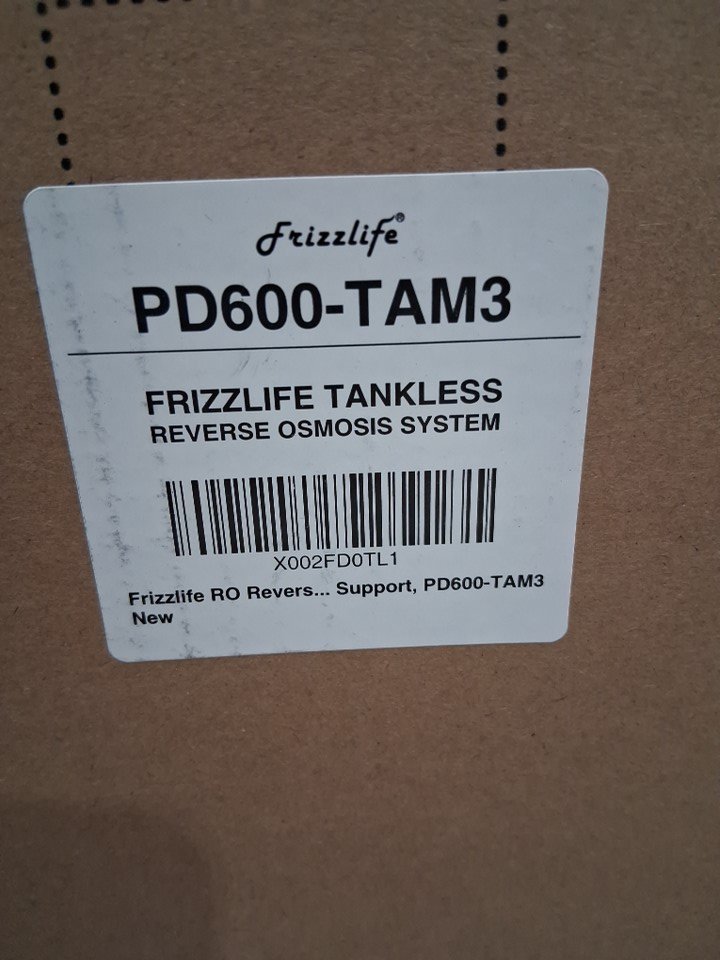 Frizzlife®
PD600-TAM3
FRIZZLIFE TANKLESS
REVERSE OSMOSIS SYSTEM
X002FD0TL1
Frizzlife RO Revers... Support, PD600-TAM3
New